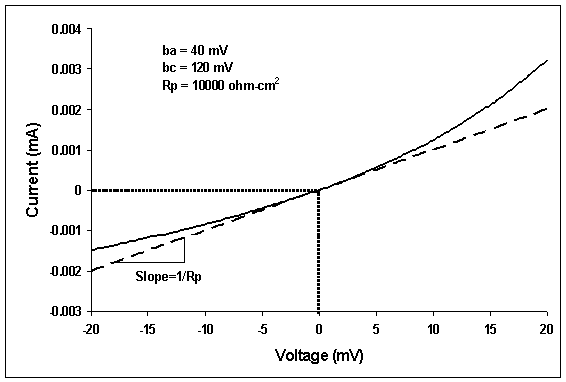 0.004
0.003
0.002
0.001
0
-0.001
-0.002
-0.003
Current (mA)
ba = 40 mV
bc = 120 mV
Rp = 10000 ohm-cm²
Slope=1/Rp
-20 -15 -10 -5 0 5 10 15 20
Voltage (mV)